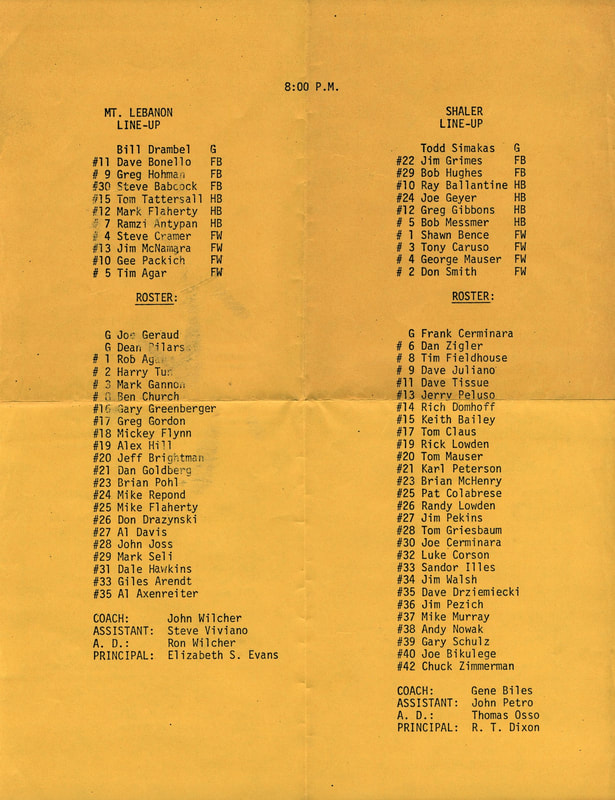 8:00 P.M.
MT. LEBANON
LINE-UP
Bill Drambel G
#11 Dave Bonello FB
# 9 Greg Hohman FB
#30 Steve Babcock FB
#15 Tom Tattersall HB
#12 Mark Flaherty HB
# 7 Ramzi Antypan HB
# 4 Steve Cramer FW
#13 Jim McNamara FW
#10 Gee Packich FW
# 5 Tim Agar FW
ROSTER:
G Joe Geraud
G Dean
# 1 Rob
# 2 Harry
# 3 Mark Gannon
# 8 Ben Church
#16 Gary Greenberger
#17 Greg Gordon
#18 Mickey Flynn
#19 Alex Hill
#20 Jeff Brightman
#21 Dan Goldberg
#23 Brian Pohl
#24 Mike Repond
#25 Mike Flaherty
#26 Don Drazynski
#27 Al Davis
#28 John Joss
#29 Mark Seli
#31 Dale Hawkins
#33 Giles Arendt
#35 Al Axenreiter
COACH: John Wilcher
ASSISTANT: Steve Viviano
A. D.: Ron Wilcher
PRINCIPAL: Elizabeth S. Evans
SHALER
LINE-UP
Todd Simakas G
#22 Jim Grimes FB
#29 Bob Hughes FB
#10 Ray Ballantine HB
#24 Joe Geyer HB
#12 Greg Gibbons HB
# 5 Bob Messmer HB
# 1 Shawn Bence FW
# 3 Tony Caruso FW
# 4 George Mauser FW
# 2 Don Smith FW
ROSTER:
G Frank Cerminara
# 6 Dan Zigler
# 8 Tim Fieldhouse
# 9 Dave Juliano
#11 Dave Tissue
#13 Jerry Peluso
#14 Rich Domhoff
#15 Keith Bailey
#17 Tom Claus
#19 Rick Lowden
#20 Tom Mauser
#21 Karl Peterson
#23 Brian McHenry
#25 Pat Colabrese
#26 Randy Lowden
#27 Jim Pekins
#28 Tom Griesbaum
#30 Joe Cerminara
#32 Luke Corson
#33 Sandor Illes
#34 Jim Walsh
#35 Dave Drziemiecki
#36 Jim Pezich
#37 Mike Murray
#38 Andy Nowak
#39 Gary Schulz
#40 Joe Bikulege
#42 Chuck Zimmerman
COACH: Gene Biles
ASSISTANT: John Petro
A. D.: Thomas Osso
PRINCIPAL: R. T. Dixon